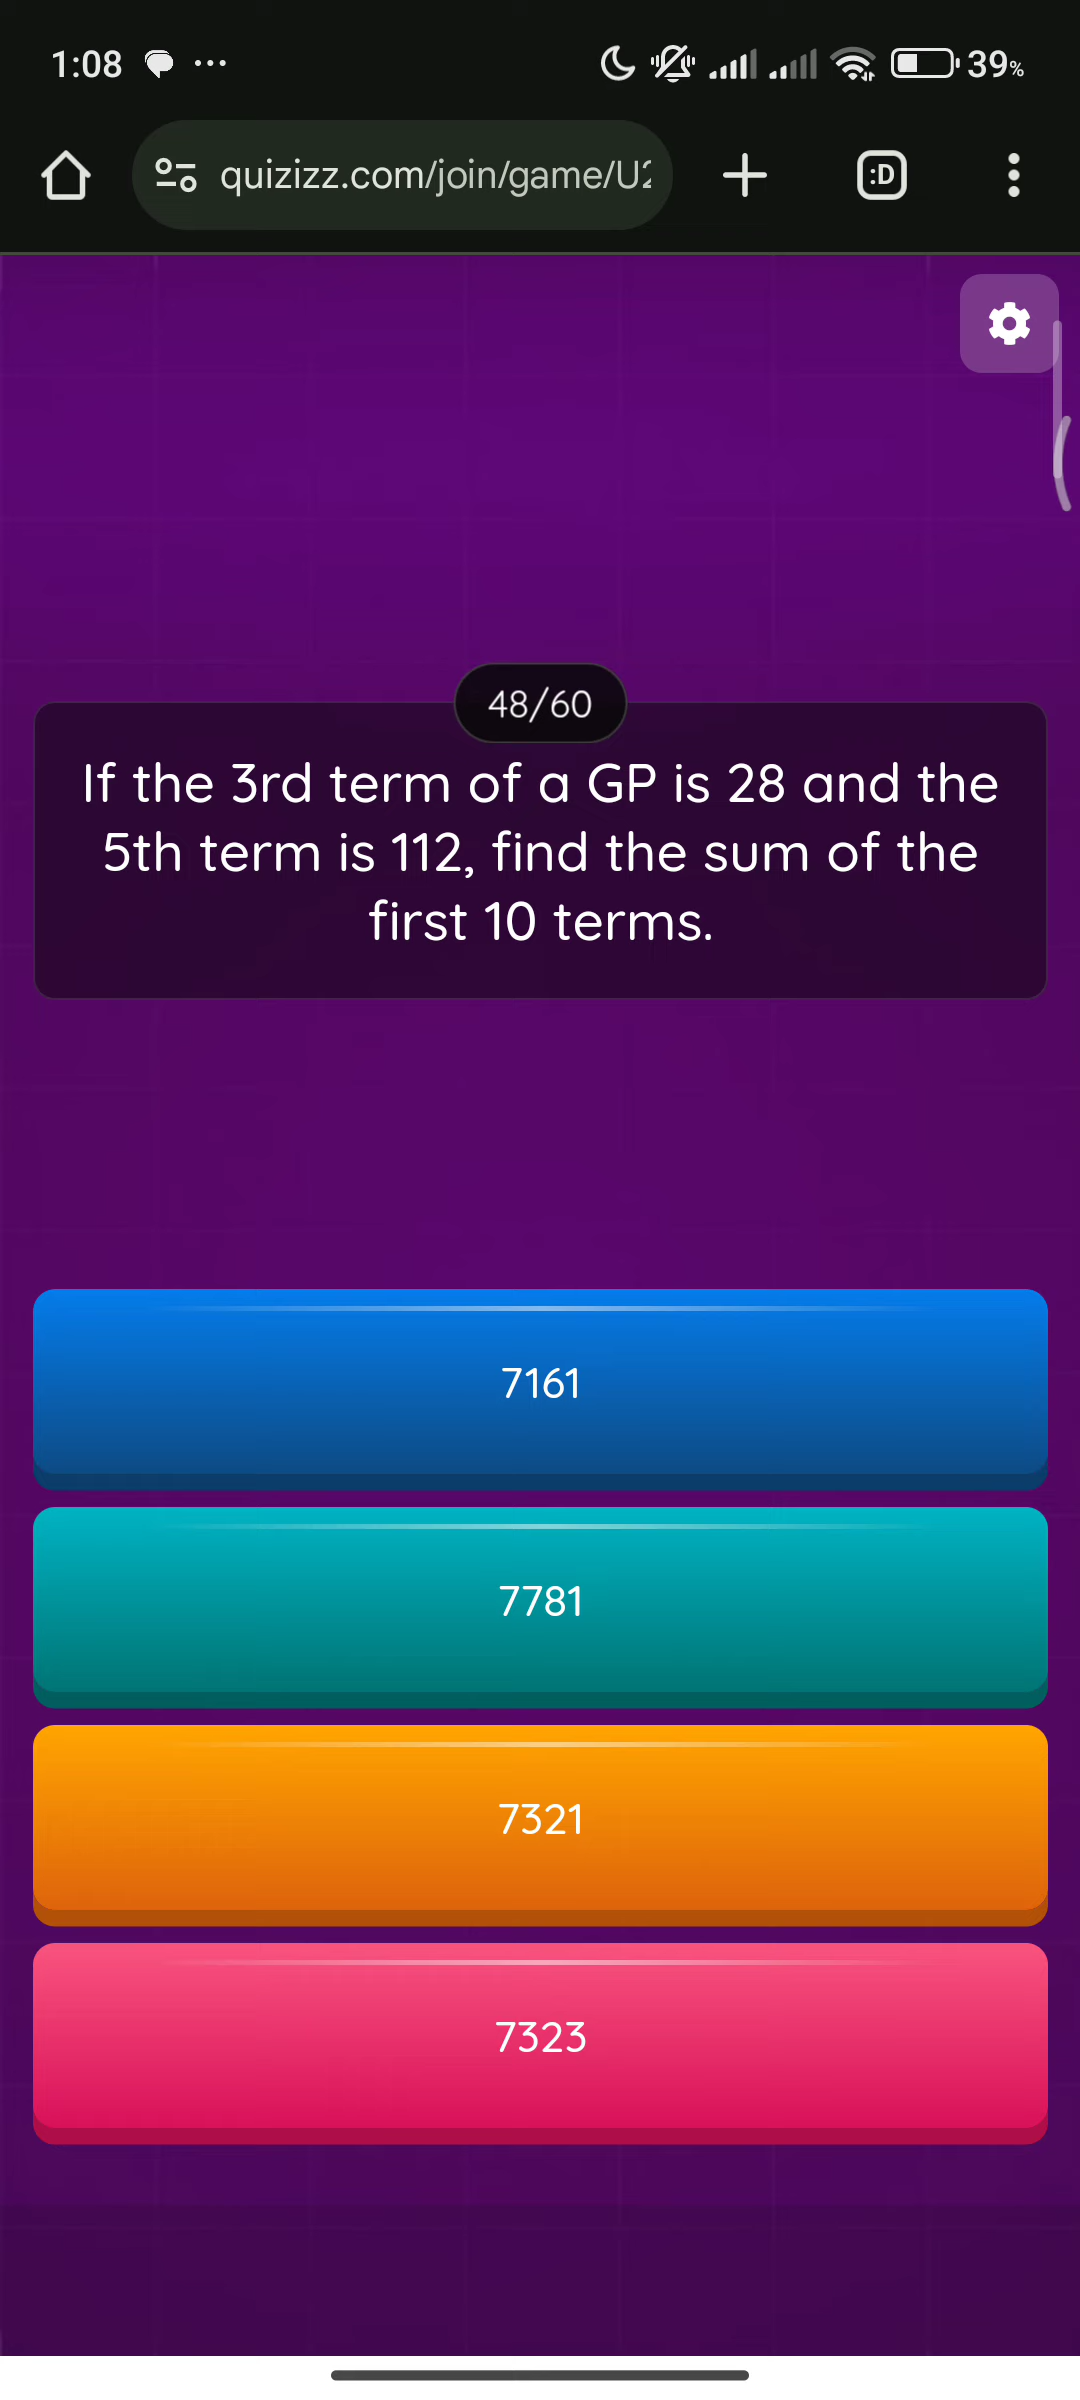 1:08 ... 39%
quizizz.com/join/game/U2
:D
48/60
If the 3rd term of a GP is 28 and the
5th term is 112, find the sum of the
first 10 terms.
7161
7781
7321
7323